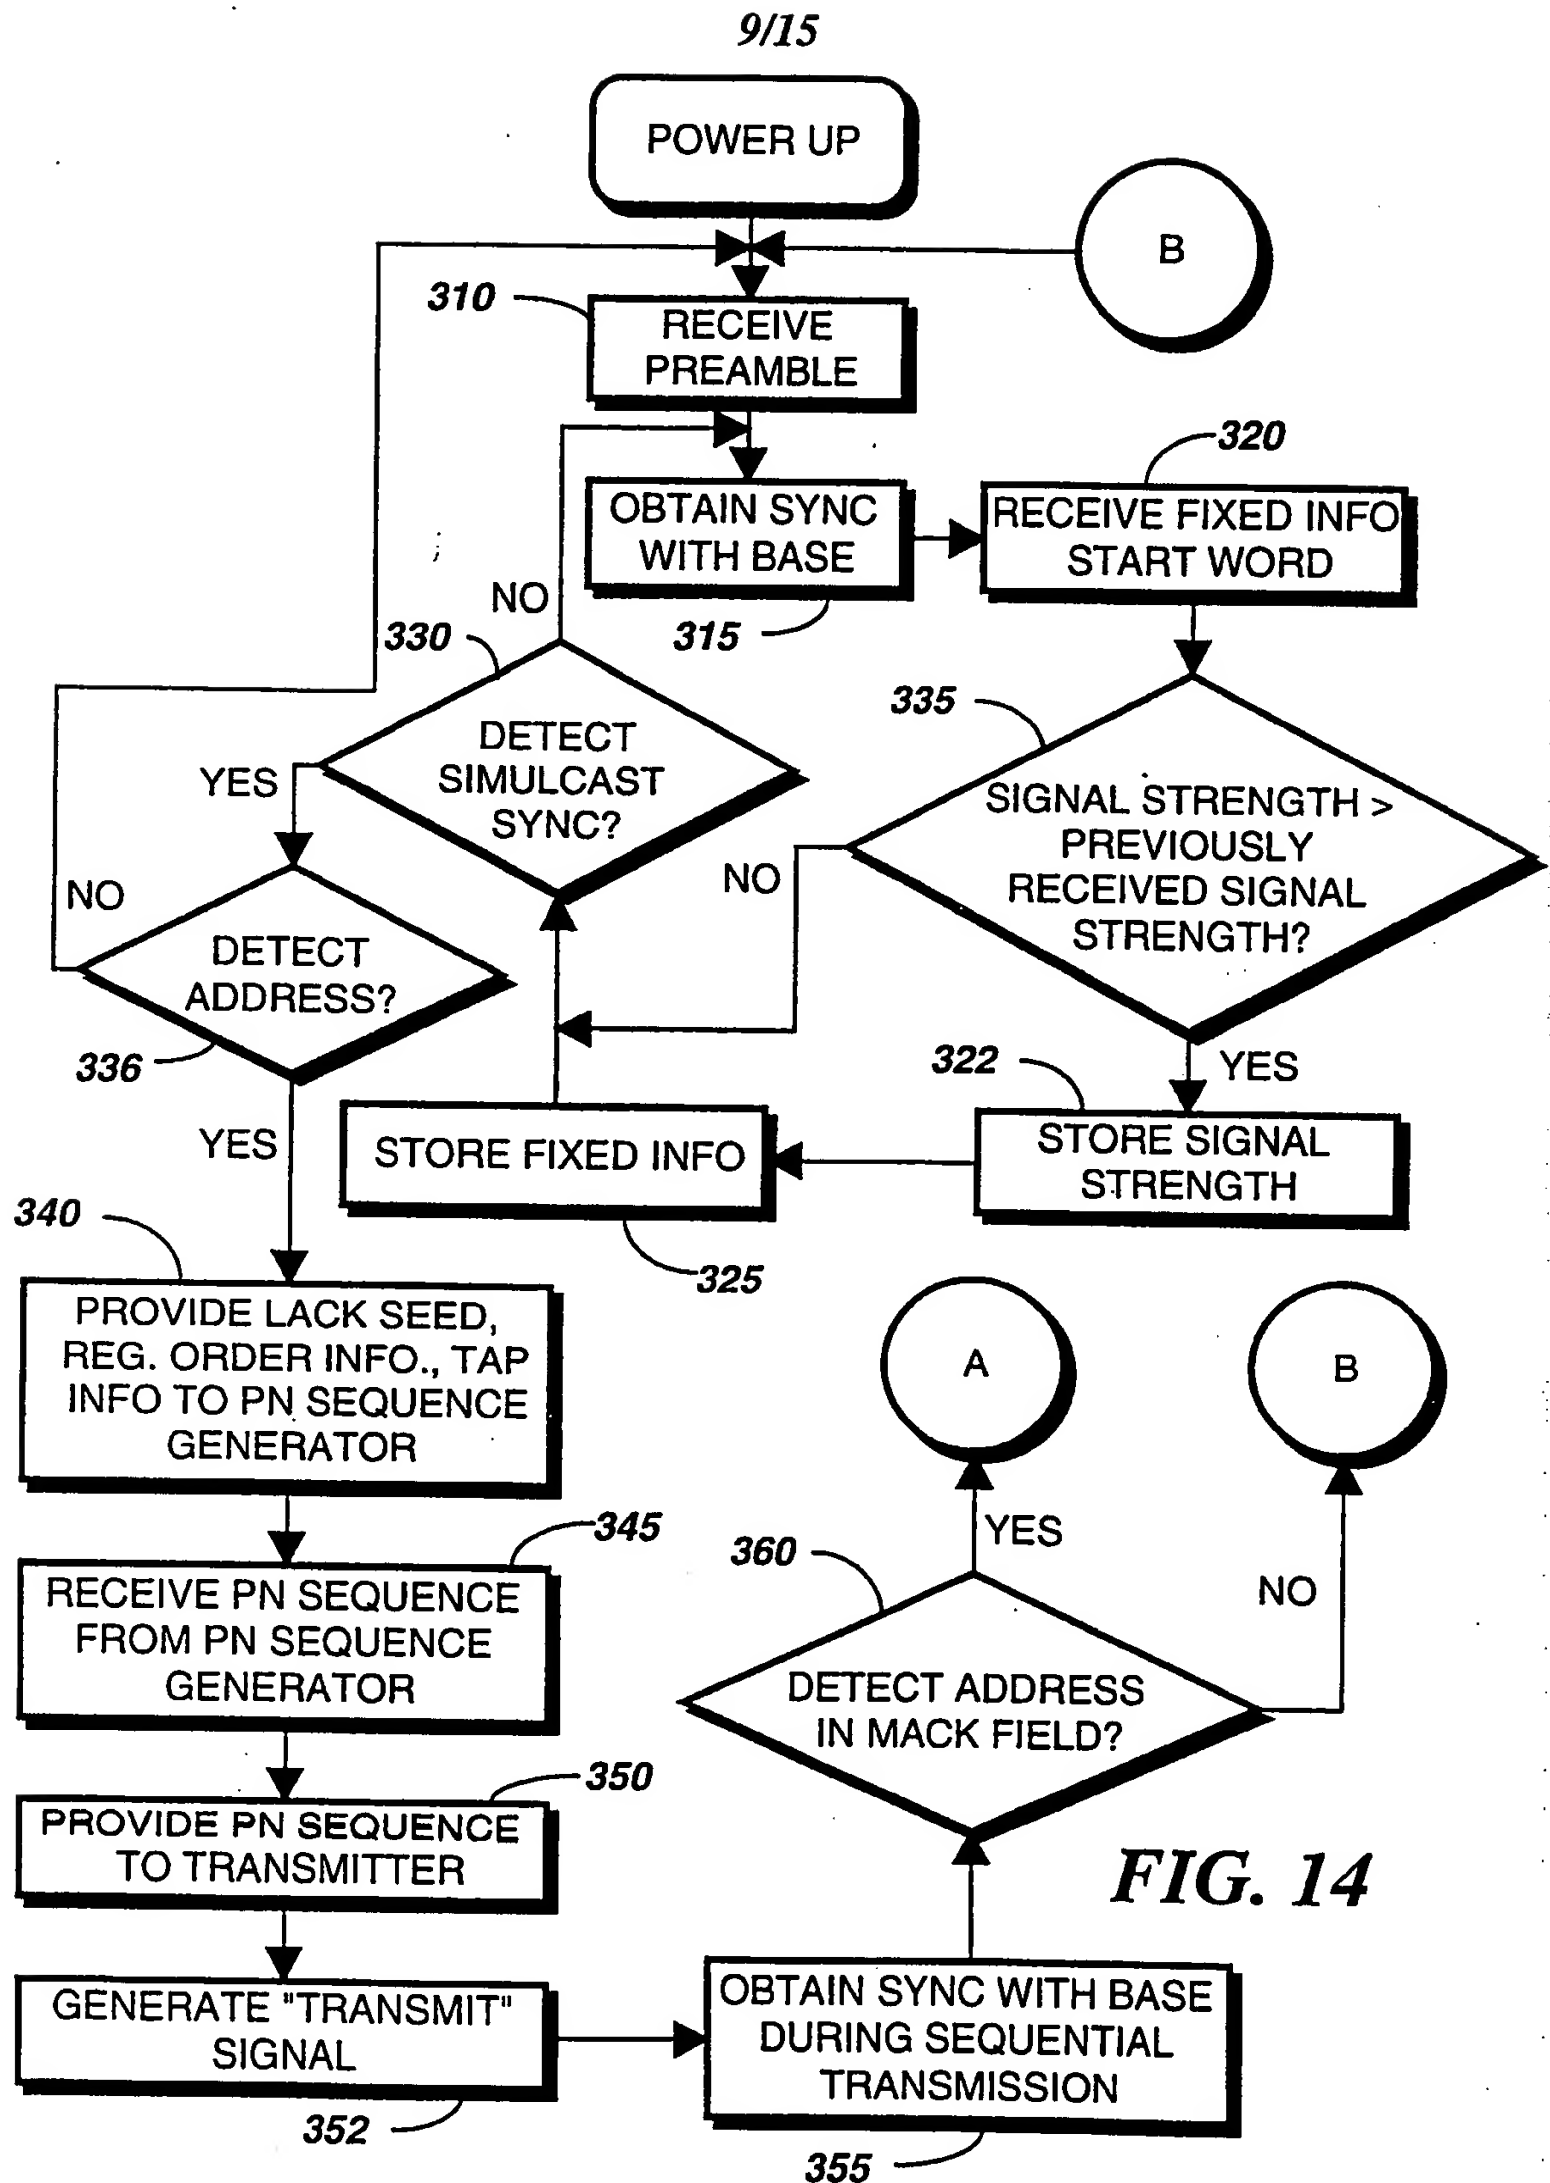 9/15
POWER UP
B
310
RECEIVE
PREAMBLE
320
OBTAIN SYNC
WITH BASE
RECEIVE FIXED INFO
START WORD
NO
315
330
335
DETECT
SIMULCAST
SYNC?
YES
SIGNAL STRENGTH >
PREVIOUSLY
RECEIVED SIGNAL
STRENGTH?
NO
NO
DETECT
ADDRESS?
336
322
YES
YES
STORE FIXED INFO
STORE SIGNAL
STRENGTH
340
325
PROVIDE LACK SEED,
REG. ORDER INFO., TAP
INFO TO PN SEQUENCE
GENERATOR
A
B
345
YES
360
NO
RECEIVE PN SEQUENCE
FROM PN SEQUENCE
GENERATOR
DETECT ADDRESS
IN MACK FIELD?
350
PROVIDE PN SEQUENCE
TO TRANSMITTER
FIG. 14
GENERATE "TRANSMIT"
SIGNAL
OBTAIN SYNC WITH BASE
DURING SEQUENTIAL
TRANSMISSION
352
355